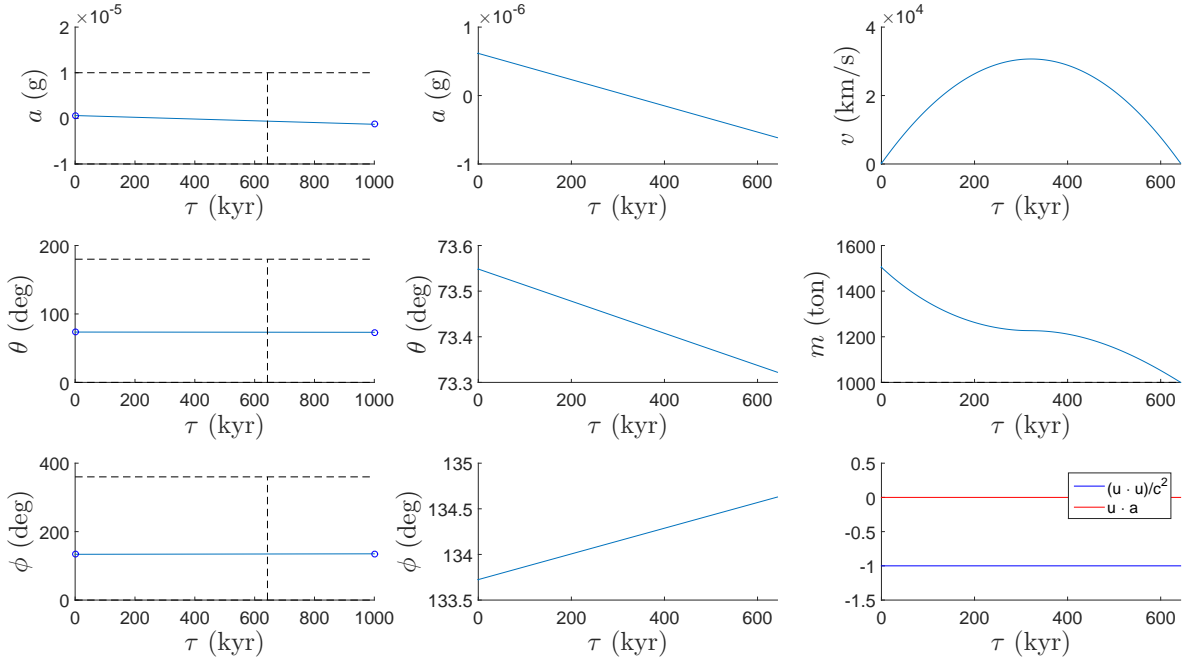 ×10⁻⁵
2
1
0
-1
a (g)
0 200 400 600 800 1000
τ (kyr)
×10⁻⁶
1
0
-1
a (g)
0 200 400 600
τ (kyr)
×10⁴
4
2
0
v (km/s)
0 200 400 600
τ (kyr)
200
100
0
θ (deg)
0 200 400 600 800 1000
τ (kyr)
73.6
73.5
73.4
73.3
θ (deg)
0 200 400 600
τ (kyr)
1600
1400
1200
1000
m (ton)
0 200 400 600
τ (kyr)
400
200
0
ϕ (deg)
0 200 400 600 800 1000
τ (kyr)
135
134.5
134
133.5
ϕ (deg)
0 200 400 600
τ (kyr)
0.5
0
-0.5
-1
-1.5
(u · u)/c²
u · a
0 200 400 600
τ (kyr)